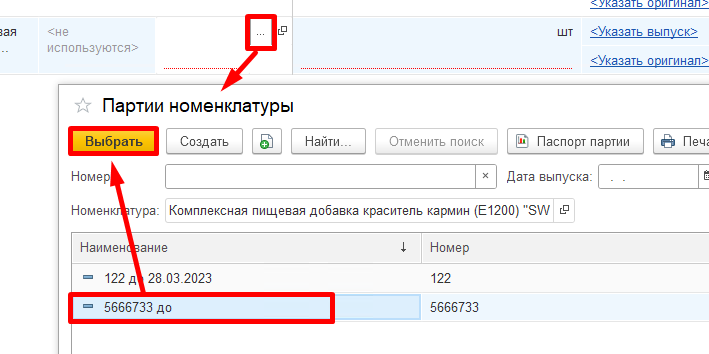 <Указать оригинал>
вая
...
<не
используются>
...
шт
<Указать выпуск>
<Указать оригинал>
Партии номенклатуры
Выбрать Создать Найти... Отменить поиск Паспорт партии Печа
Номер: × Дата выпуска: . .
Номенклатура: Комплексная пищевая добавка краситель кармин (Е1200) "SW
Наименование ↓ Номер
122 до 28.03.2023 122
5666733 до 5666733